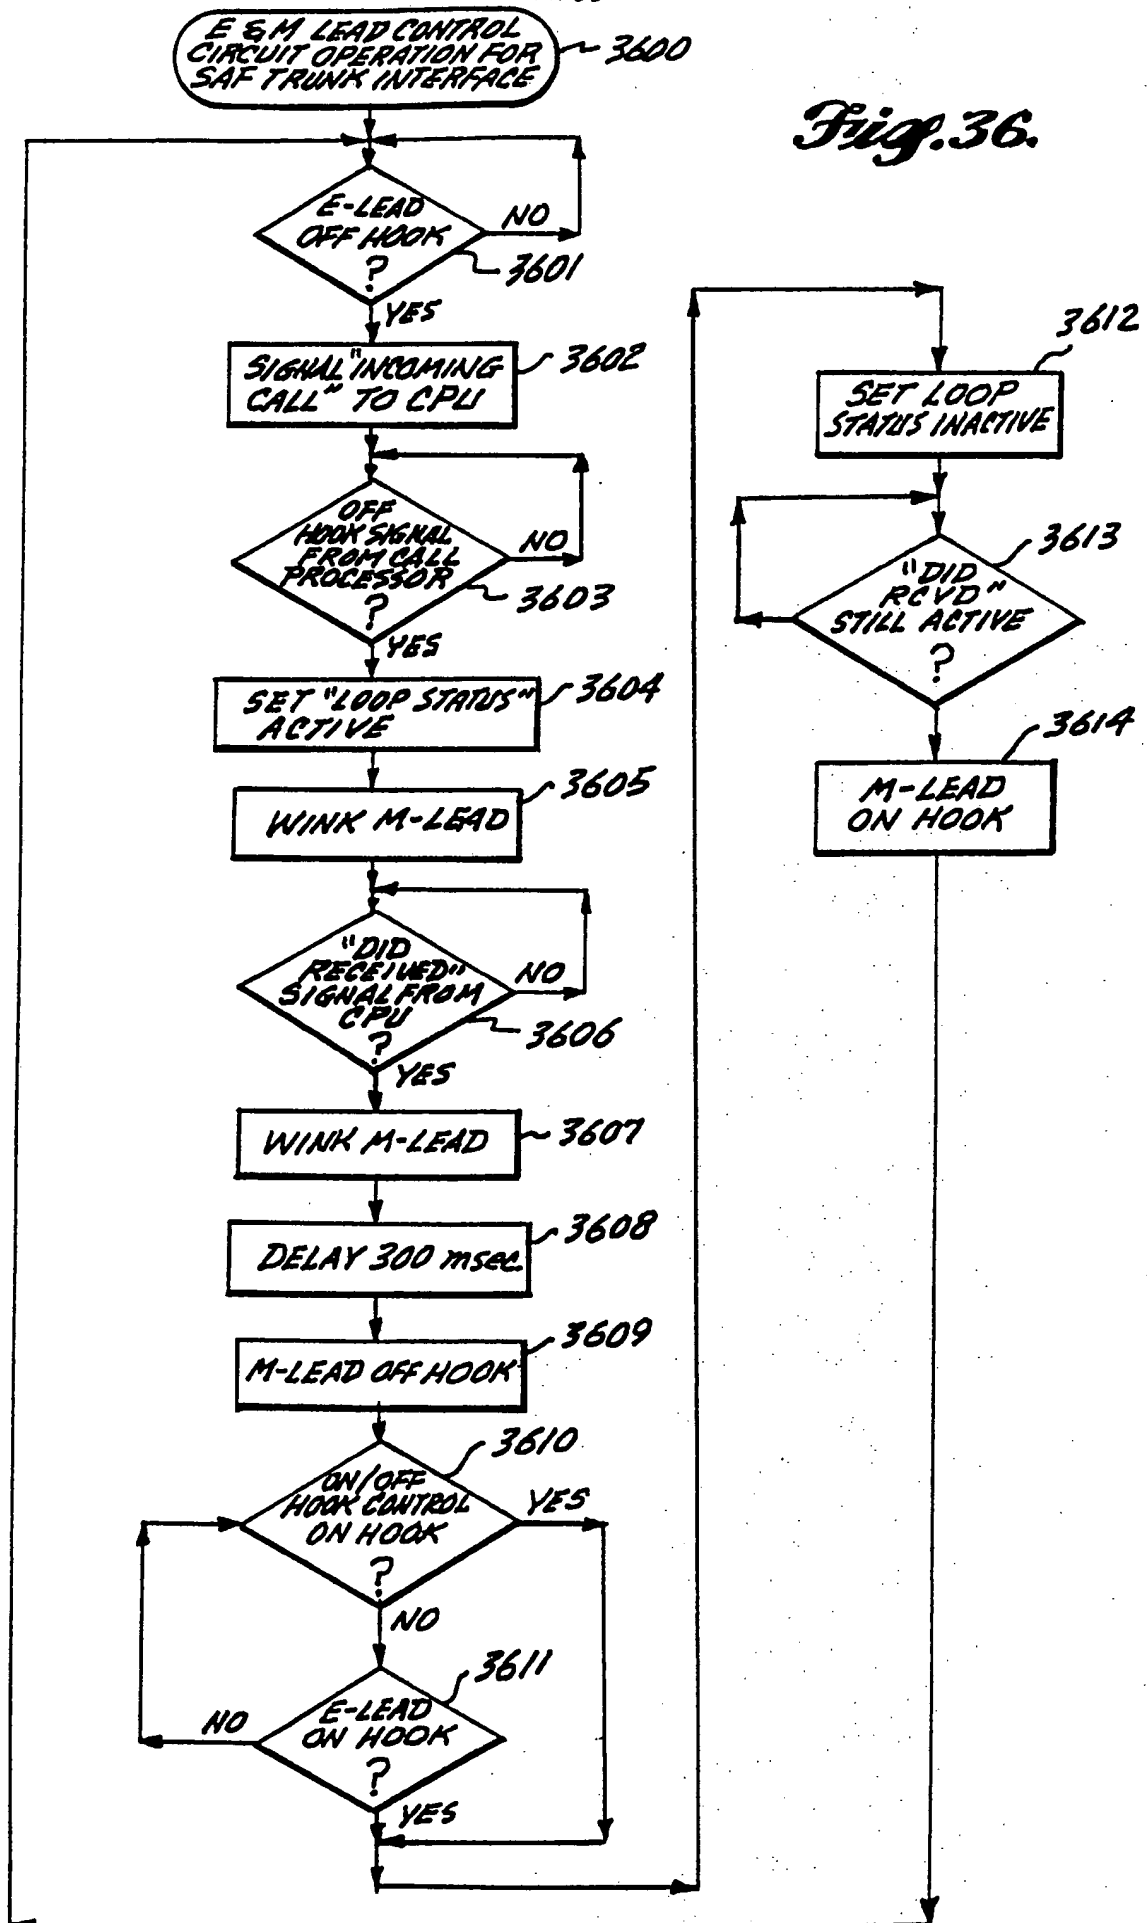 E & M LEAD CONTROL
CIRCUIT OPERATION FOR
SAF TRUNK INTERFACE
3600
Fig. 36.
E-LEAD
OFF HOOK
?
NO
3601
YES
SIGNAL "INCOMING
CALL" TO CPU
3602
OFF
HOOK SIGNAL
FROM CALL
PROCESSOR
?
NO
3603
YES
SET "LOOP STATUS"
ACTIVE
3604
WINK M-LEAD
3605
"DID
RECEIVED"
SIGNAL FROM
CPU
?
NO
3606
YES
WINK M-LEAD
3607
DELAY 300 msec.
3608
M-LEAD OFF HOOK
3609
ON/OFF
HOOK CONTROL
ON HOOK
?
3610
YES
NO
E-LEAD
ON HOOK
?
3611
NO
YES
3612
SET LOOP
STATUS INACTIVE
"DID
RCVD"
STILL ACTIVE
?
3613
3614
M-LEAD
ON HOOK